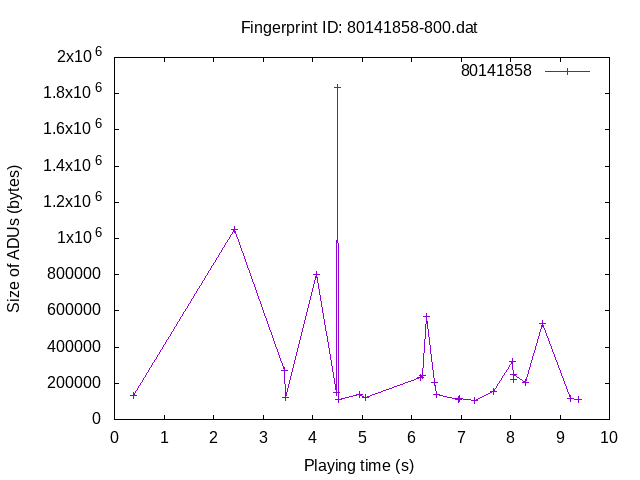 Fingerprint ID: 80141858-800.dat
80141858
2x10^6
1.8x10^6
1.6x10^6
1.4x10^6
1.2x10^6
1x10^6
800000
600000
400000
200000
0
Size of ADUs (bytes)
0 1 2 3 4 5 6 7 8 9 10
Playing time (s)